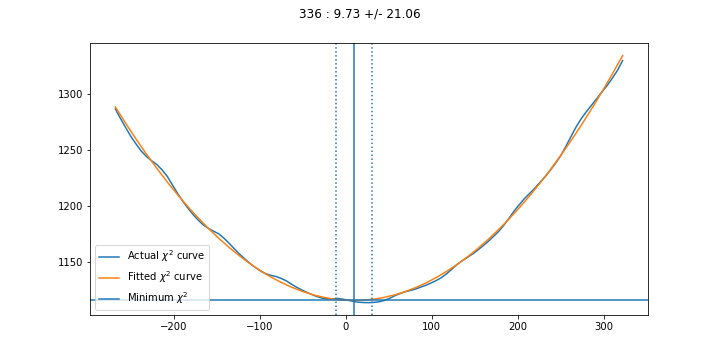 336 : 9.73 +/- 21.06
1300
1250
1200
1150
Actual χ² curve
Fitted χ² curve
Minimum χ²
−200 −100 0 100 200 300